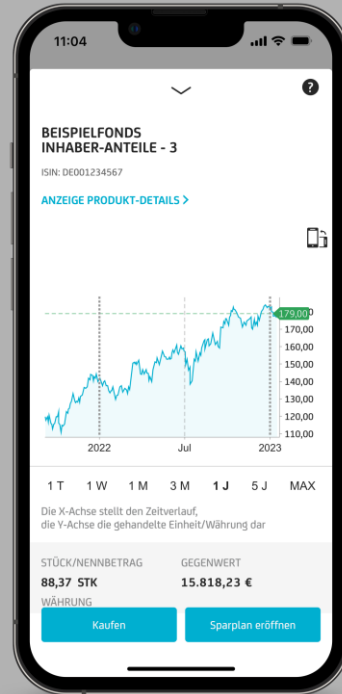 11:04
?
BEISPIELFONDS
INHABER-ANTEILE - 3
ISIN: DE001234567
ANZEIGE PRODUKT-DETAILS >
179,00
170,00
160,00
150,00
140,00
130,00
120,00
110,00
2022 Jul 2023
1 T 1 W 1 M 3 M 1 J 5 J MAX
Die X-Achse stellt den Zeitverlauf,
die Y-Achse die gehandelte Einheit/Währung dar
STÜCK/NENNBETRAG GEGENWERT
88,37 STK 15.818,23 €
WÄHRUNG
Kaufen Sparplan eröffnen